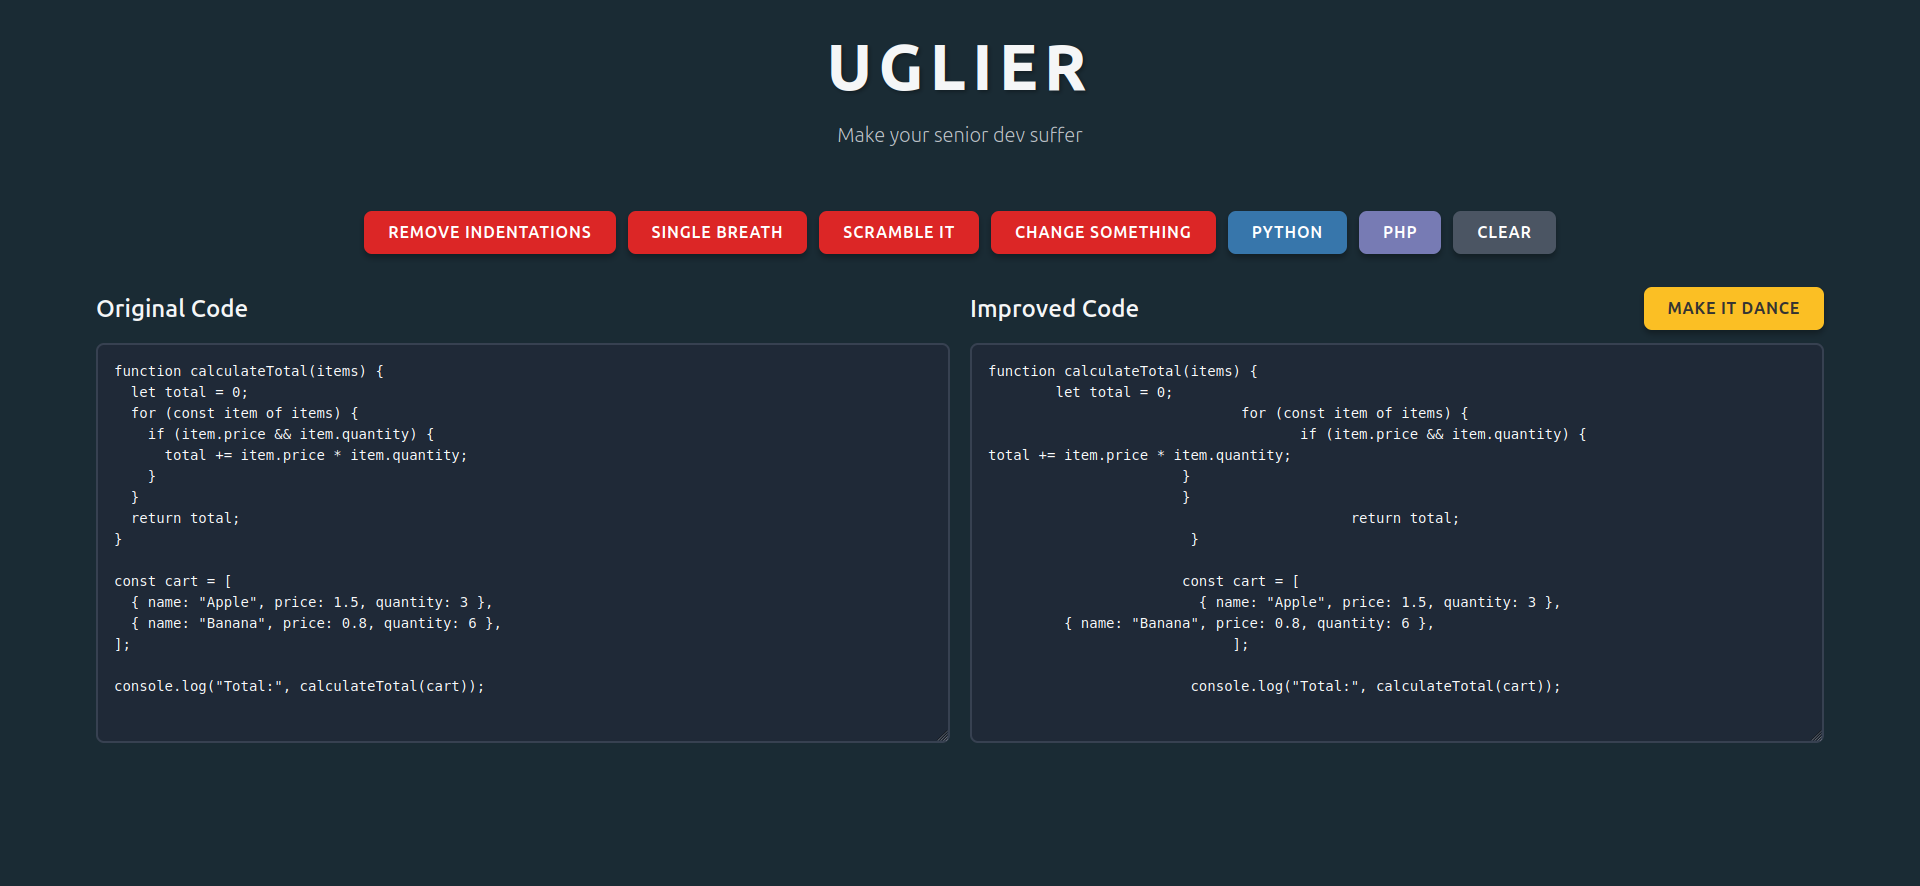 UGLIER
Make your senior dev suffer
REMOVE INDENTATIONS
SINGLE BREATH
SCRAMBLE IT
CHANGE SOMETHING
PYTHON
PHP
CLEAR
Original Code
function calculateTotal(items) {
  let total = 0;
  for (const item of items) {
    if (item.price && item.quantity) {
      total += item.price * item.quantity;
    }
  }
  return total;
}

const cart = [
  { name: "Apple", price: 1.5, quantity: 3 },
  { name: "Banana", price: 0.8, quantity: 6 },
];

console.log("Total:", calculateTotal(cart));
Improved Code
MAKE IT DANCE
function calculateTotal(items) {
        let total = 0;
                              for (const item of items) {
                                     if (item.price && item.quantity) {
total += item.price * item.quantity;
                       }
                       }
                                           return total;
                        }

                       const cart = [
                         { name: "Apple", price: 1.5, quantity: 3 },
         { name: "Banana", price: 0.8, quantity: 6 },
                             ];

                        console.log("Total:", calculateTotal(cart));